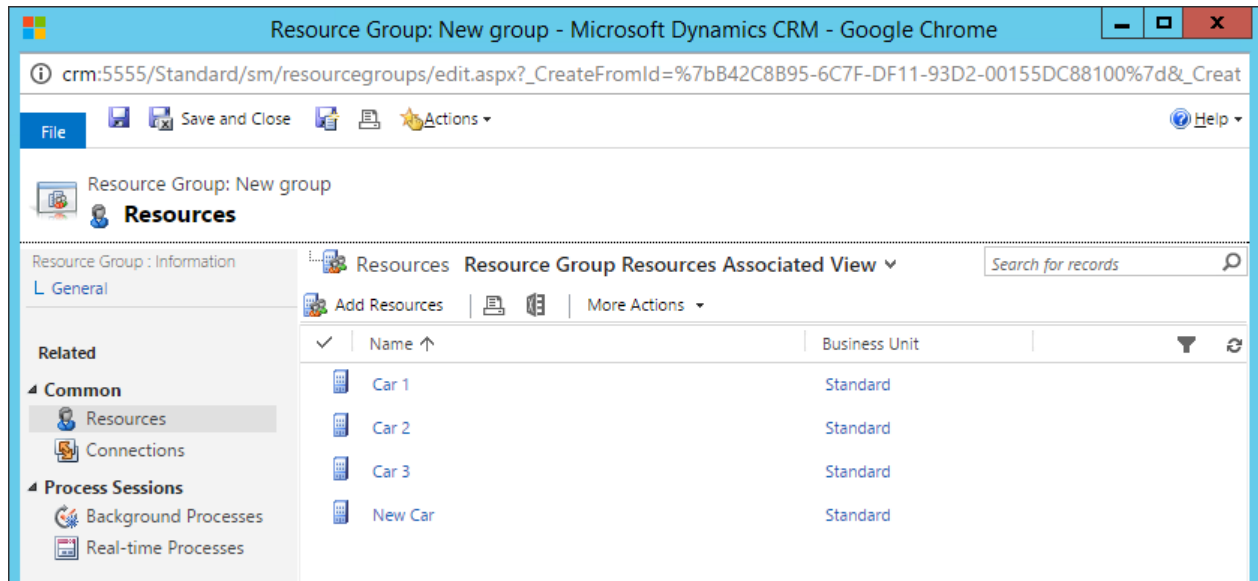 Resource Group: New group - Microsoft Dynamics CRM - Google Chrome
crm:5555/Standard/sm/resourcegroups/edit.aspx?_CreateFromId=%7bB42C8B95-6C7F-DF11-93D2-00155DC88100%7d&_Creat
File Save and Close Actions Help
Resource Group: New group
Resources
Resource Group : Information
General
Resources Resource Group Resources Associated View Search for records
Add Resources More Actions
Related
Name Business Unit
Common
Car 1 Standard
Resources
Car 2 Standard
Connections
Car 3 Standard
Process Sessions
Background Processes
New Car Standard
Real-time Processes